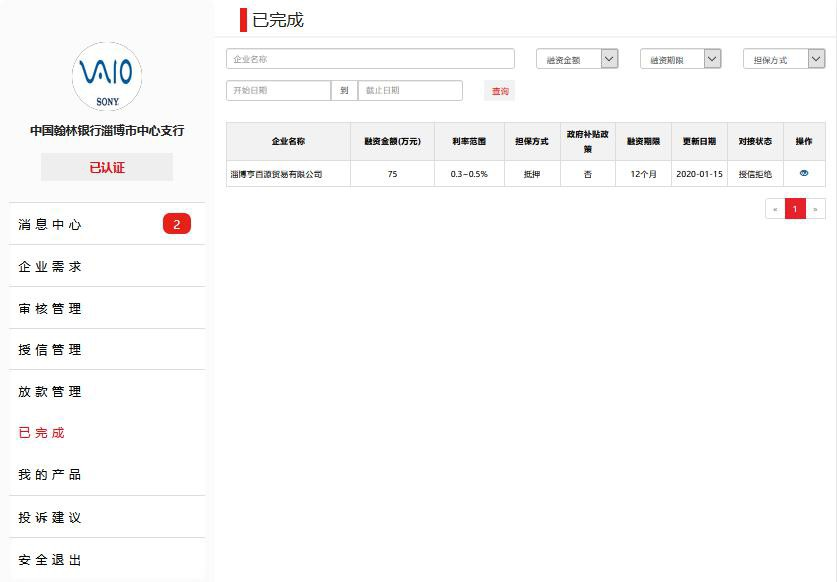 VAIO
SONY
中国翰林银行淄博市中心支行
已认证
消息中心 2
企业需求
审核管理
授信管理
放款管理
已完成
我的产品
投诉建议
安全退出
已完成
企业名称 融资金额 融资期限 担保方式
开始日期 到 截止日期 查询
企业名称 融资金额(万元) 利率范围 担保方式 政府补贴政策 融资期限 更新日期 对接状态 操作
淄博亨百源贸易有限公司 75 0.3~0.5% 抵押 否 12个月 2020-01-15 授信拒绝
« 1 »